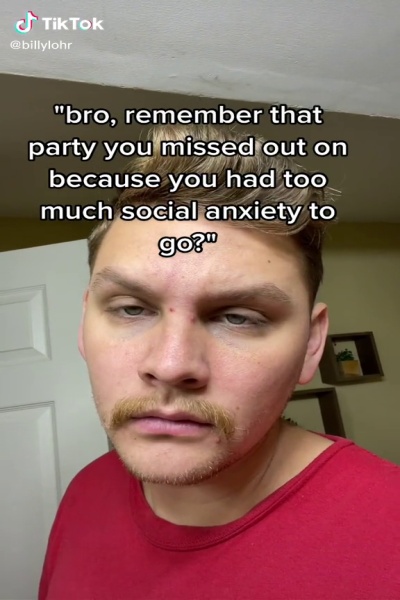 TikTok
@billylohr
"bro, remember that
party you missed out on
because you had too
much social anxiety to
go?"